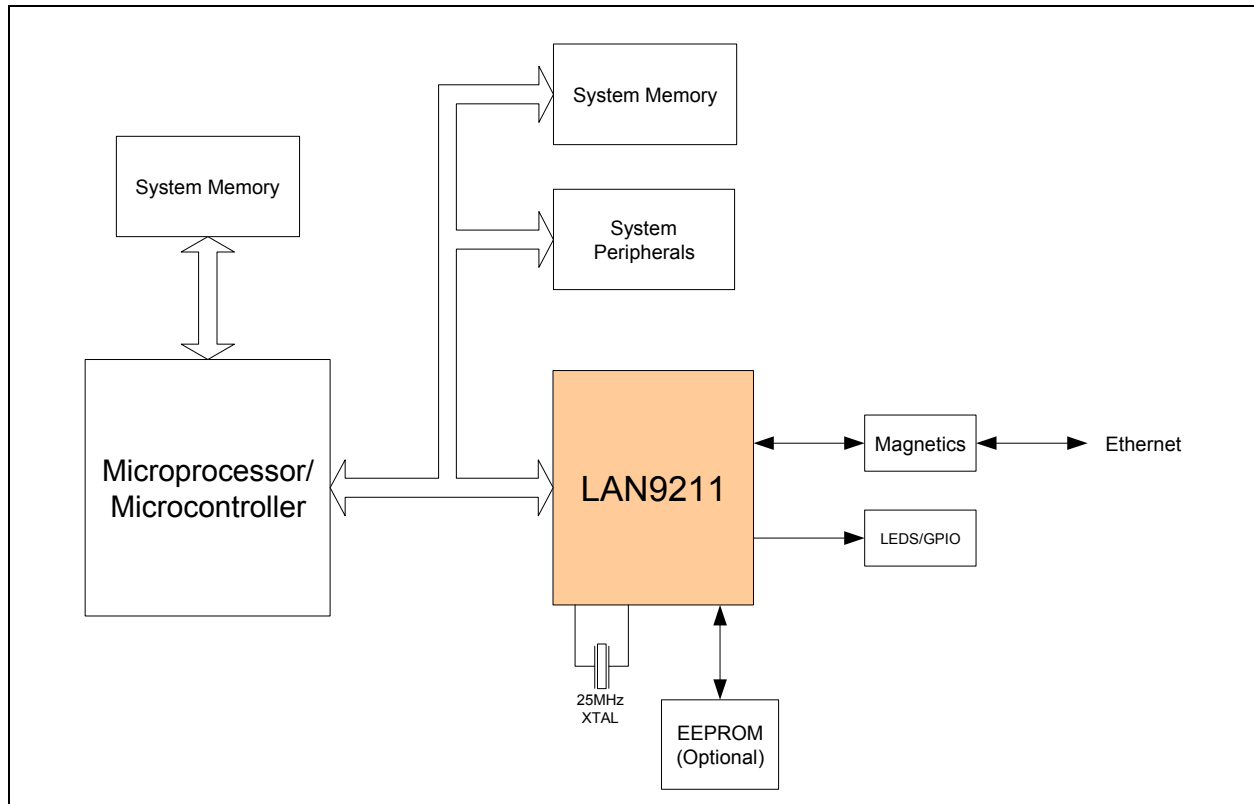 System Memory
System Memory
System
Peripherals
Microprocessor/
Microcontroller
LAN9211
Magnetics
Ethernet
LEDS/GPIO
25MHz
XTAL
EEPROM
(Optional)